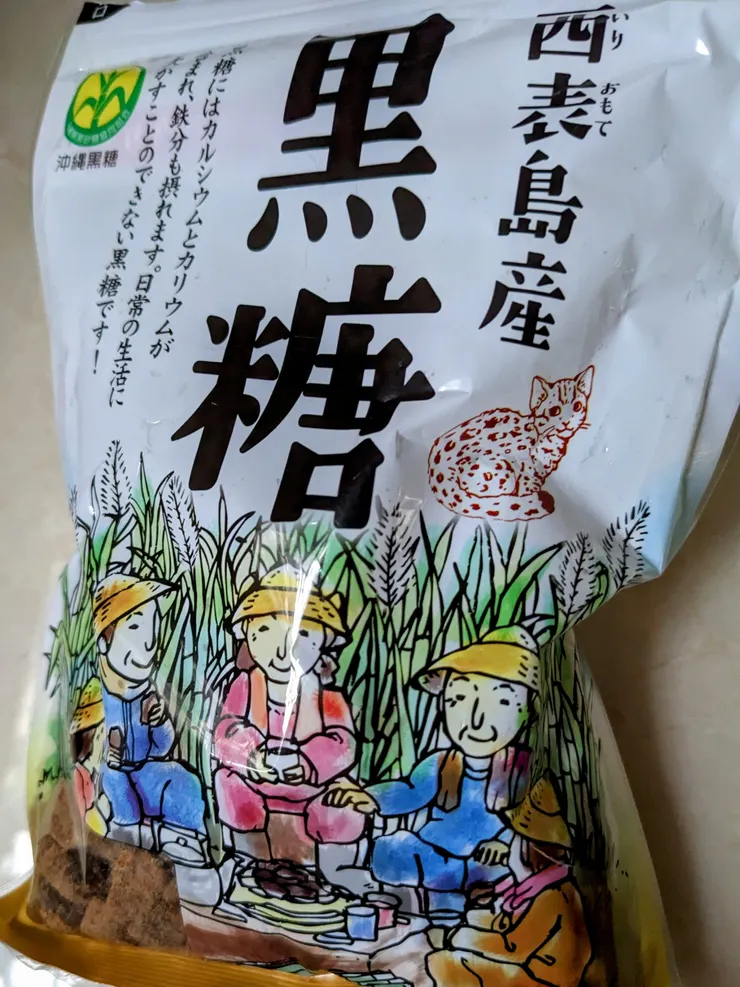 西表島産
いりおもて
黒糖
黒糖にはカルシウムとカリウムが
含まれ、鉄分も摂れます。日常の生活に
欠かすことのできない黒糖です!
沖縄黒糖